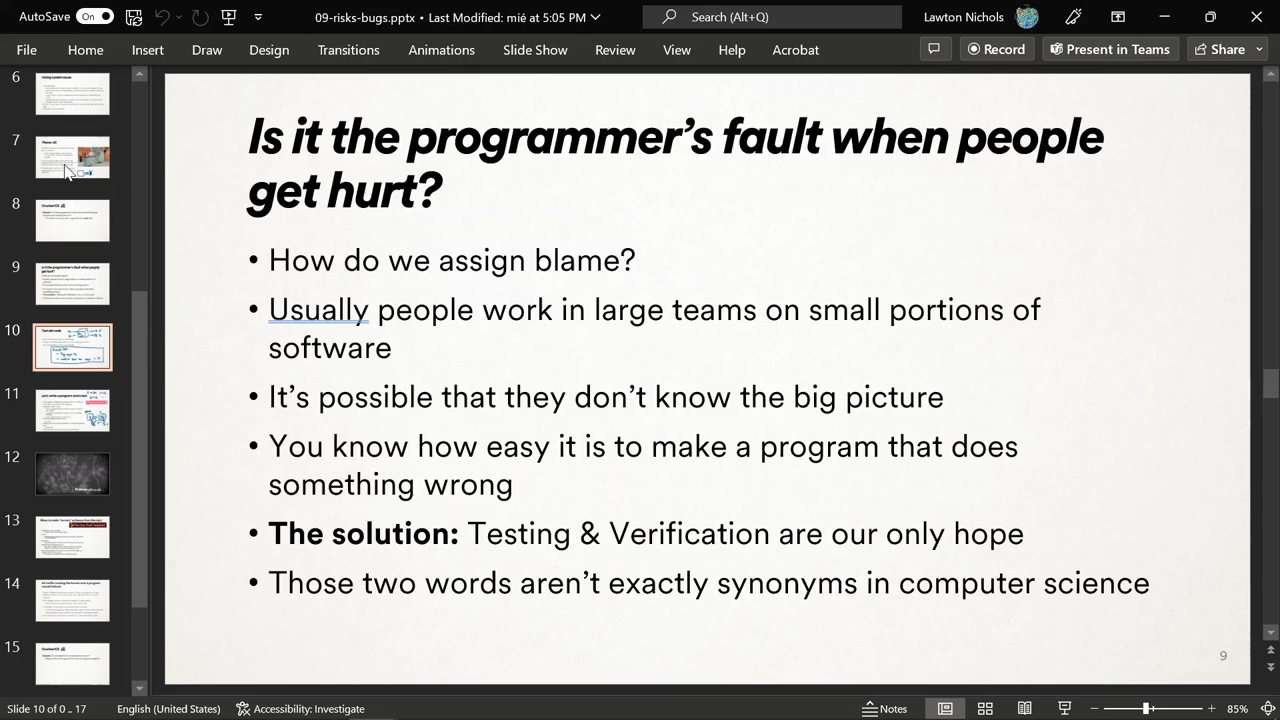 AutoSave On 09-risks-bugs.pptx • Last Modified: mié at 5:05 PM Search (Alt+Q) Lawton Nichols
File Home Insert Draw Design Transitions Animations Slide Show Review View Help Acrobat Record Present in Teams Share
6
7
8
9
10
11
12
13
14
15
Is it the programmer's fault when people
get hurt?
• How do we assign blame?
• Usually people work in large teams on small portions of
software
• It's possible that they don't know the big picture
• You know how easy it is to make a program that does
something wrong
• The solution: Testing & Verification are our only hope
• Those two words aren't exactly synonyms in computer science
9
Slide 10 of 0 .. 17 English (United States) Accessibility: Investigate Notes 85%